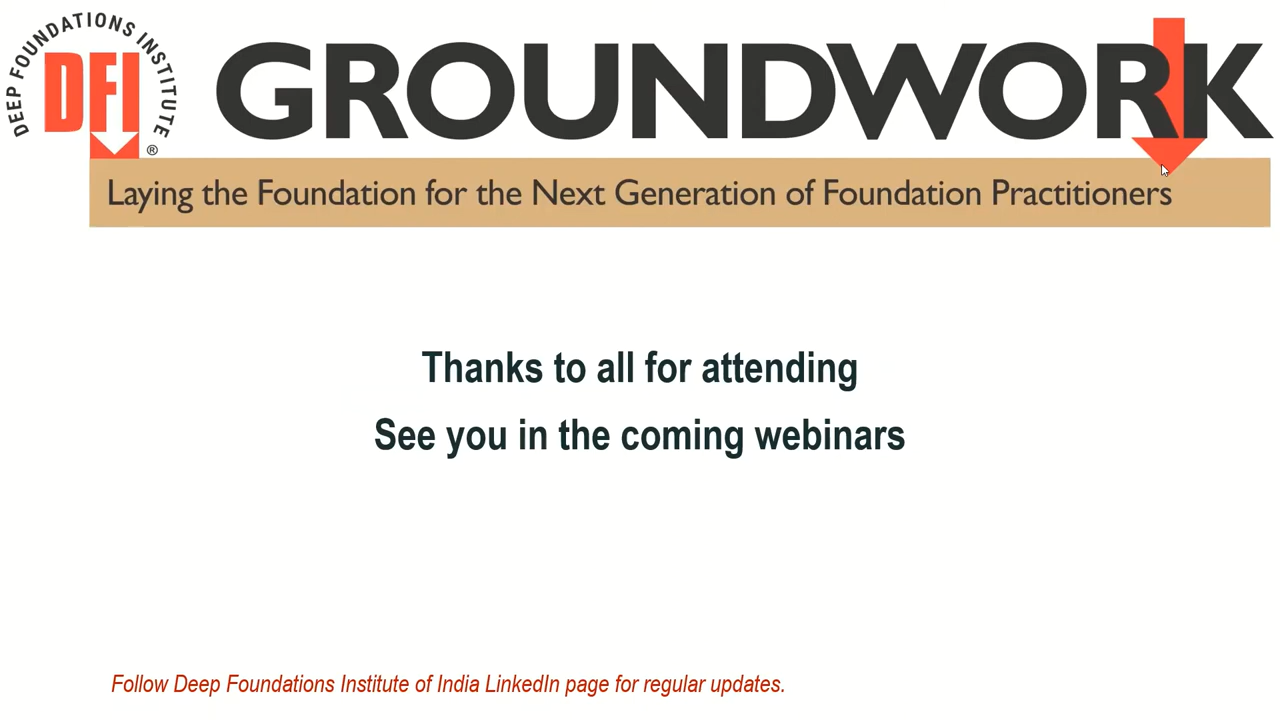 DEEP FOUNDATIONS INSTITUTE
DFI
®
GROUNDWORK
Laying the Foundation for the Next Generation of Foundation Practitioners
Thanks to all for attending
See you in the coming webinars
Follow Deep Foundations Institute of India LinkedIn page for regular updates.